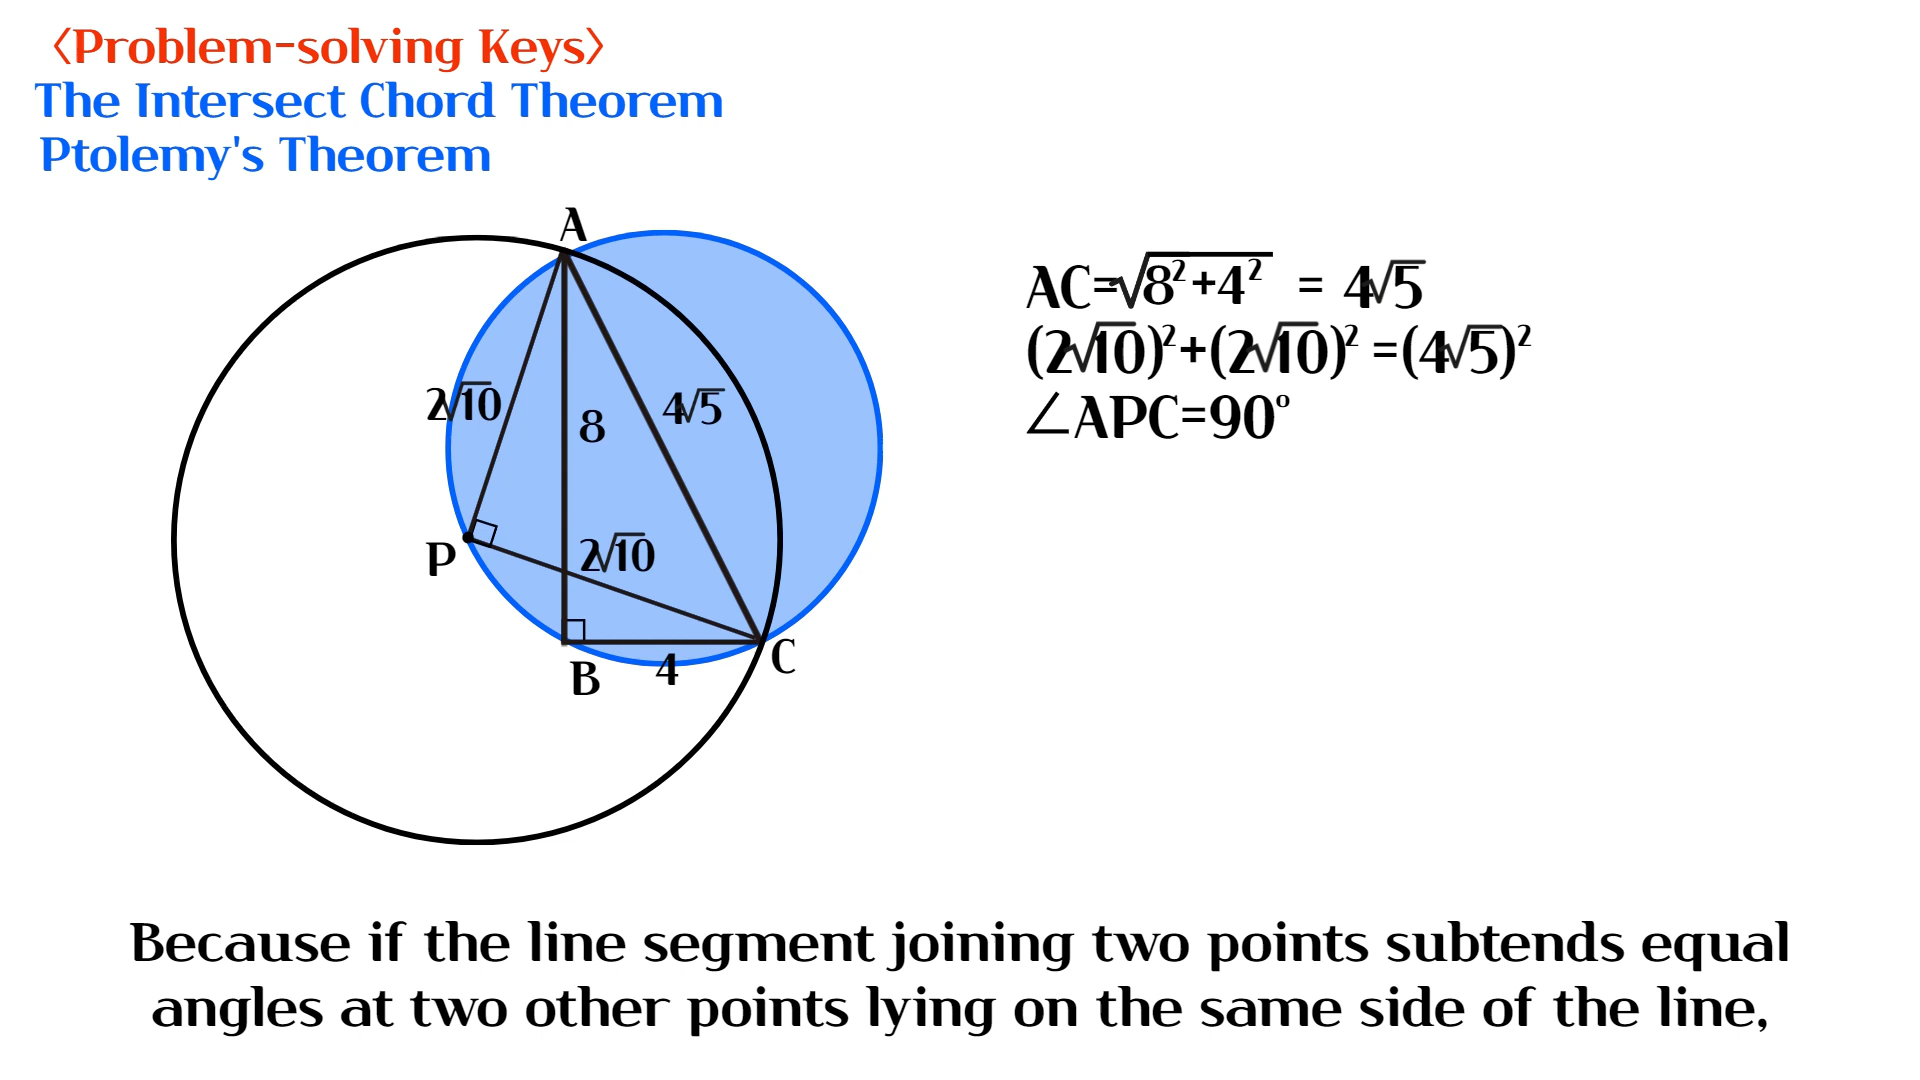 〈Problem-solving Keys〉
The Intersect Chord Theorem
Ptolemy's Theorem
A
AC=√8²+4² = 4√5
(2√10)²+(2√10)²=(4√5)²
∠APC=90º
2√10
8
4√5
P
2√10
B
4
C
Because if the line segment joining two points subtends equal
angles at two other points lying on the same side of the line,